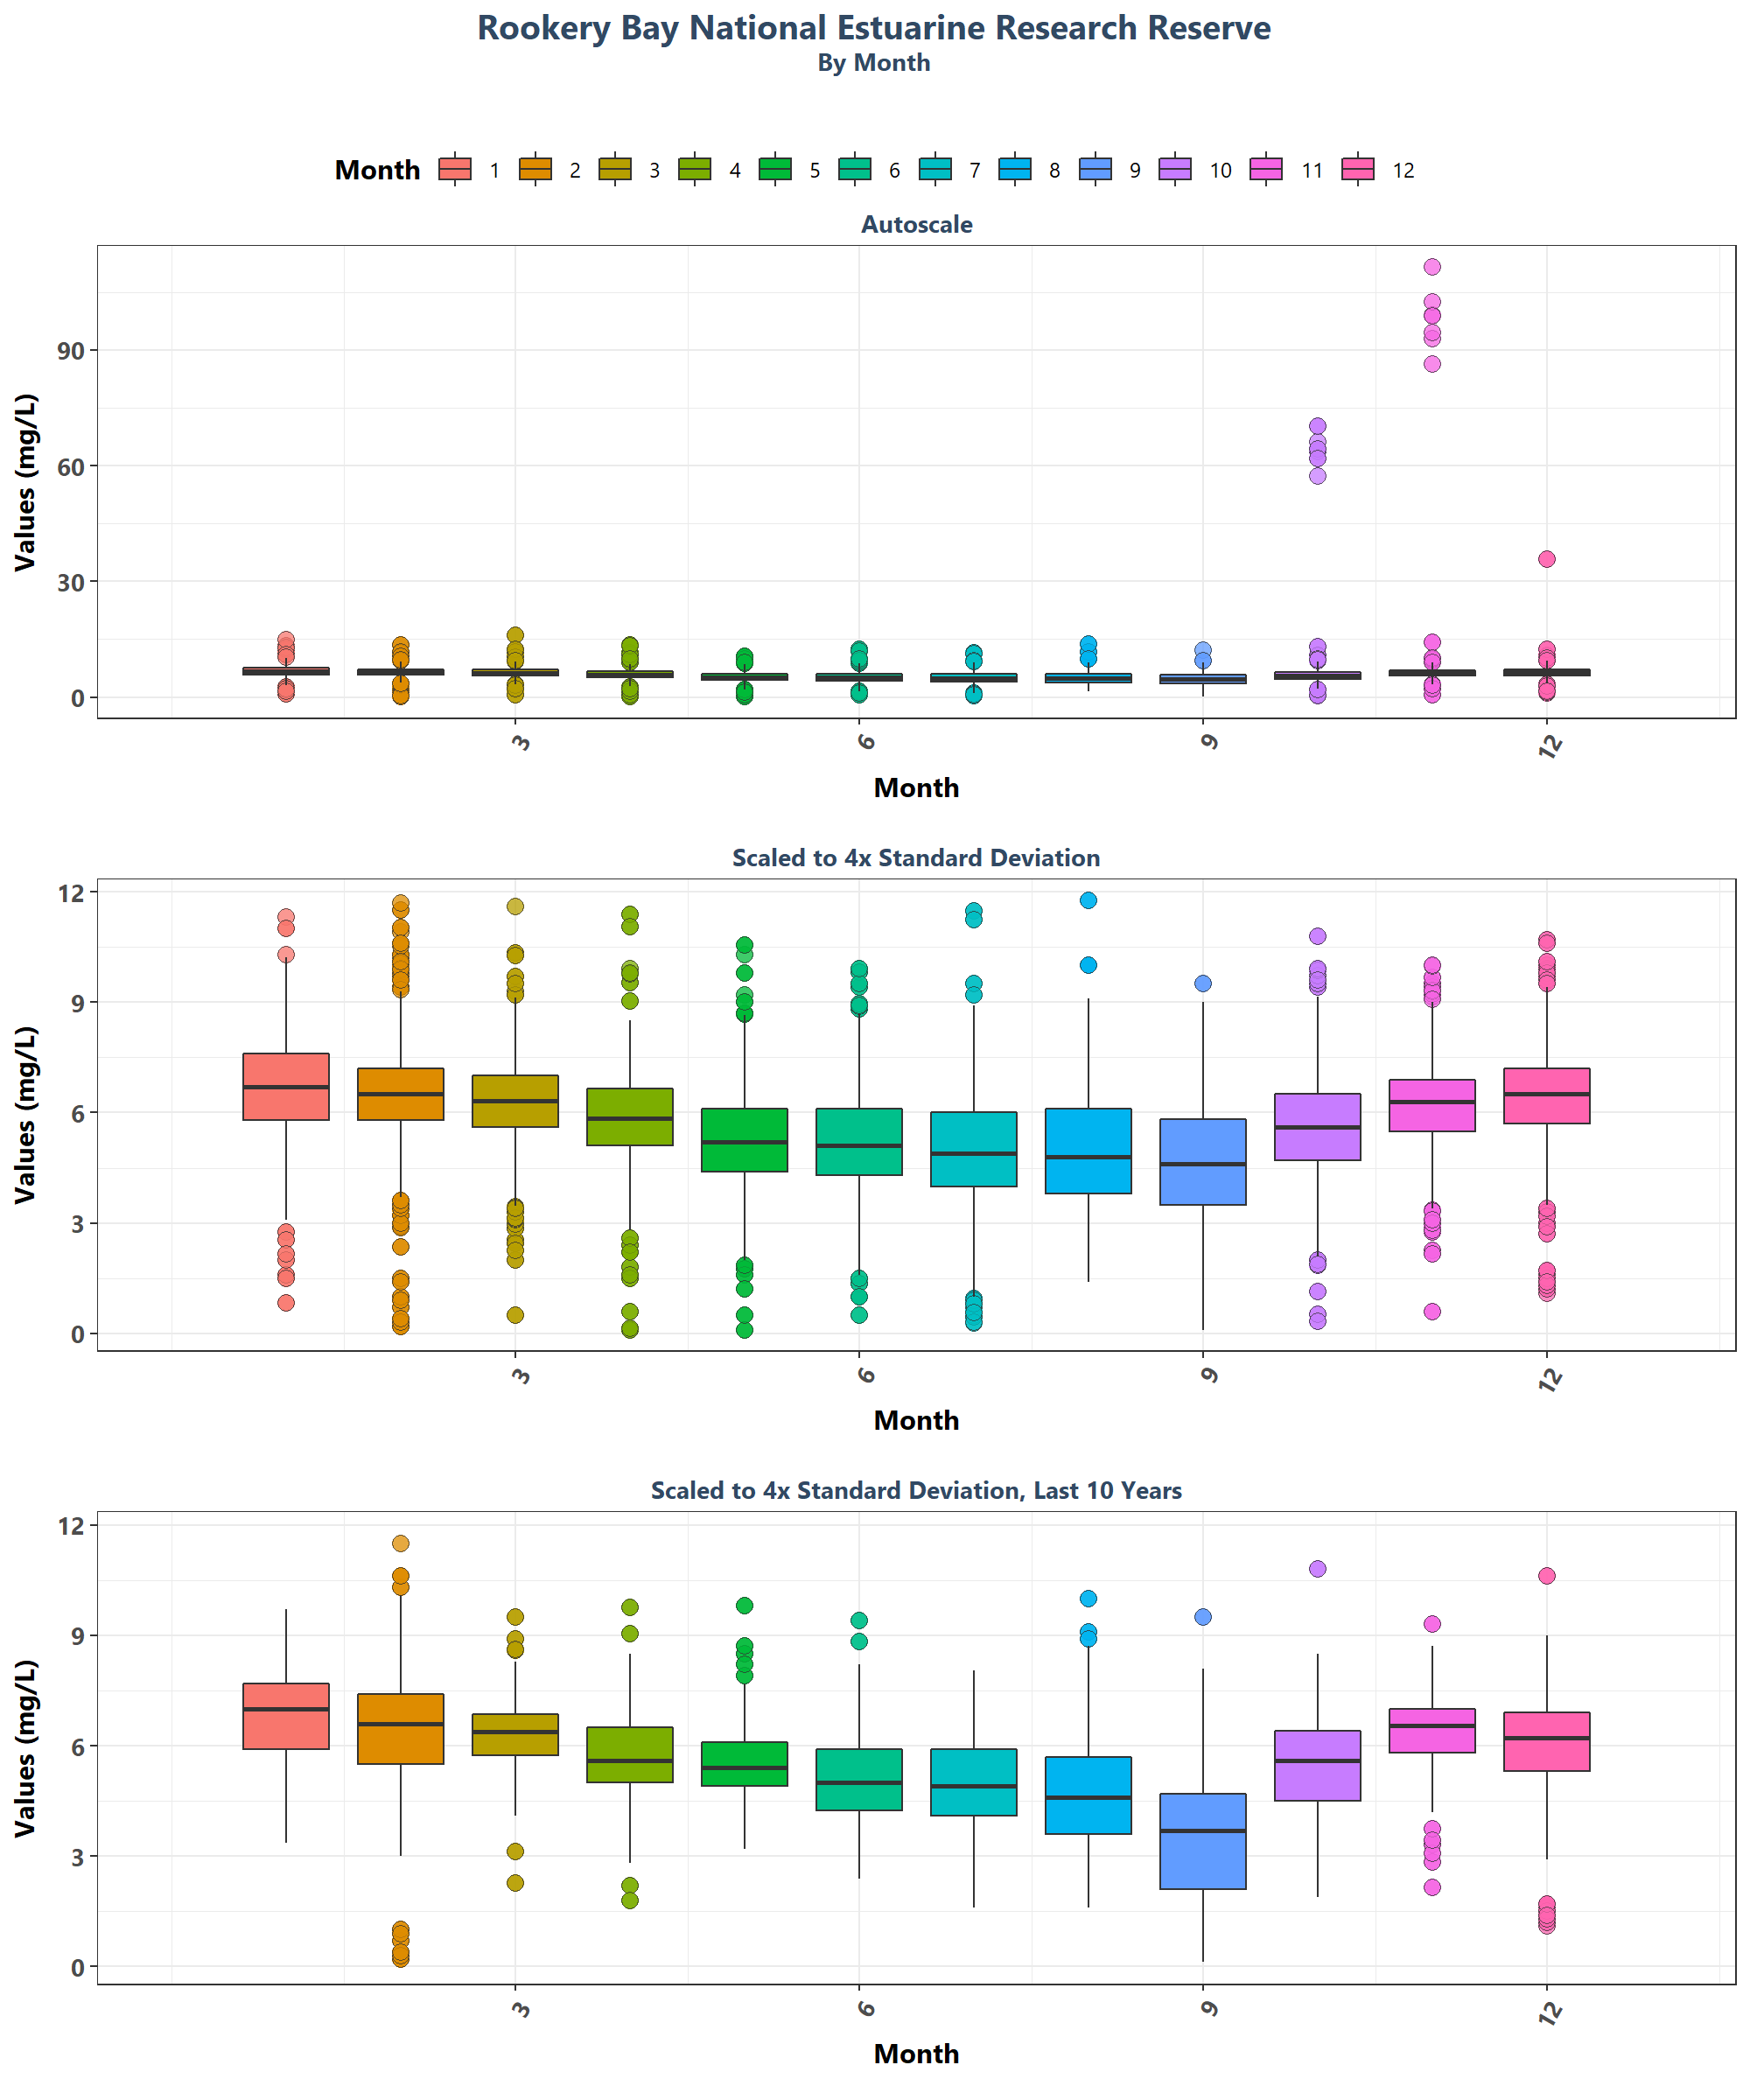 Rookery Bay National Estuarine Research Reserve
By Month
Month 1 2 3 4 5 6 7 8 9 10 11 12
Autoscale
Values (mg/L)
90
60
30
0
3 6 9 12
Month
Scaled to 4x Standard Deviation
Values (mg/L)
12
9
6
3
0
3 6 9 12
Month
Scaled to 4x Standard Deviation, Last 10 Years
Values (mg/L)
12
9
6
3
0
3 6 9 12
Month